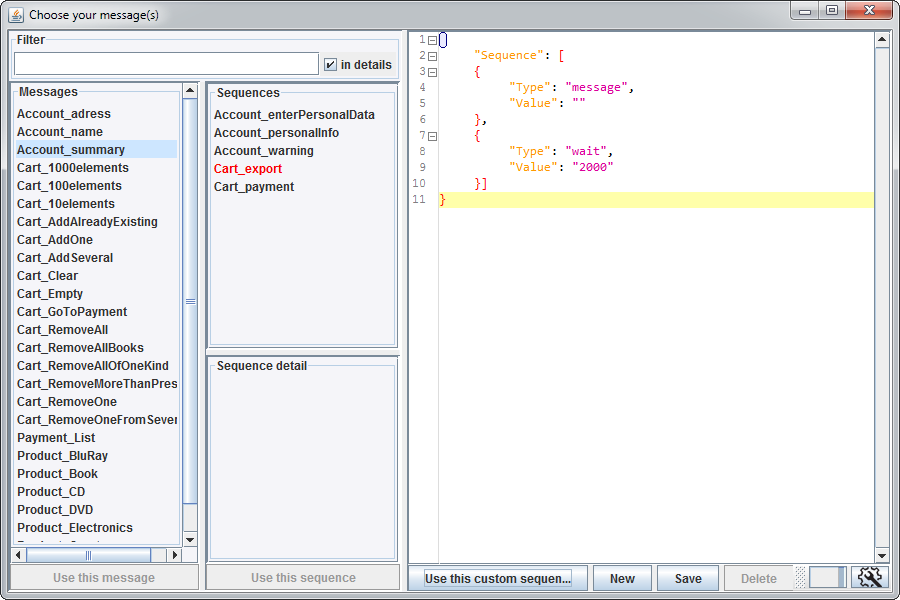 Choose your message(s)
Filter
in details
Messages
Account_adress
Account_name
Account_summary
Cart_1000elements
Cart_100elements
Cart_10elements
Cart_AddAlreadyExisting
Cart_AddOne
Cart_AddSeveral
Cart_Clear
Cart_Empty
Cart_GoToPayment
Cart_RemoveAll
Cart_RemoveAllBooks
Cart_RemoveAllOfOneKind
Cart_RemoveMoreThanPres
Cart_RemoveOne
Cart_RemoveOneFromSever
Payment_List
Product_BluRay
Product_Book
Product_CD
Product_DVD
Product_Electronics
Use this message
Sequences
Account_enterPersonalData
Account_personalInfo
Account_warning
Cart_export
Cart_payment
Sequence detail
Use this sequence
1 {
2 "Sequence": [
3 {
4 "Type": "message",
5 "Value": ""
6 },
7 {
8 "Type": "wait",
9 "Value": "2000"
10 }]
11 }
Use this custom sequen...
New
Save
Delete